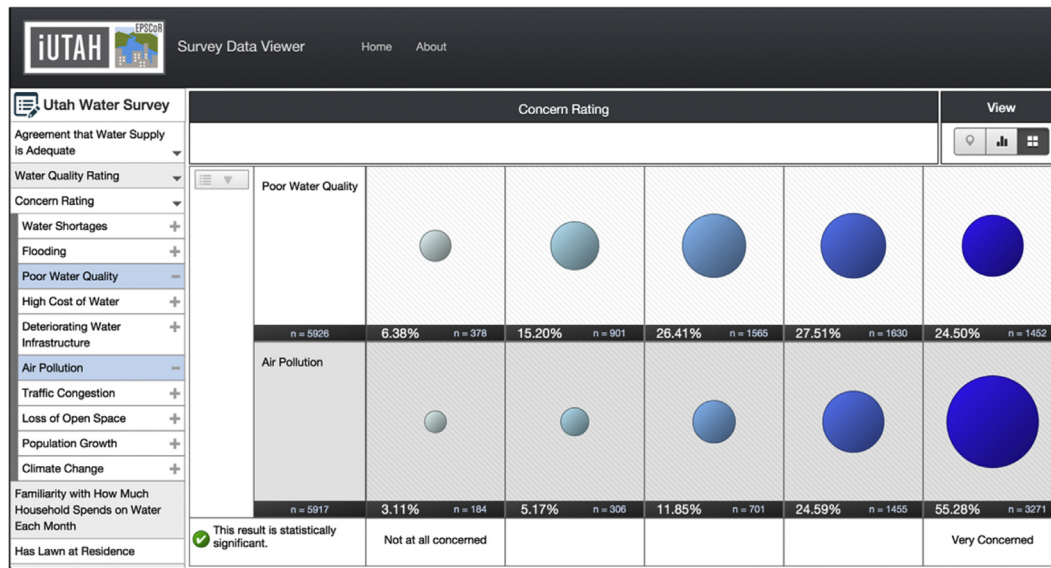 iUTAH
EPSCoR
Survey Data Viewer
Home
About
Utah Water Survey
Agreement that Water Supply
is Adequate
Water Quality Rating
Concern Rating
Water Shortages
Flooding
Poor Water Quality
High Cost of Water
Deteriorating Water
Infrastructure
Air Pollution
Traffic Congestion
Loss of Open Space
Population Growth
Climate Change
Familiarity with How Much
Household Spends on Water
Each Month
Has Lawn at Residence
Concern Rating
View
Poor Water Quality
n = 5926
6.38% n = 378
15.20% n = 901
26.41% n = 1565
27.51% n = 1630
24.50% n = 1452
Air Pollution
n = 5917
3.11% n = 184
5.17% n = 306
11.85% n = 701
24.59% n = 1455
55.28% n = 3271
This result is statistically
significant.
Not at all concerned
Very Concerned